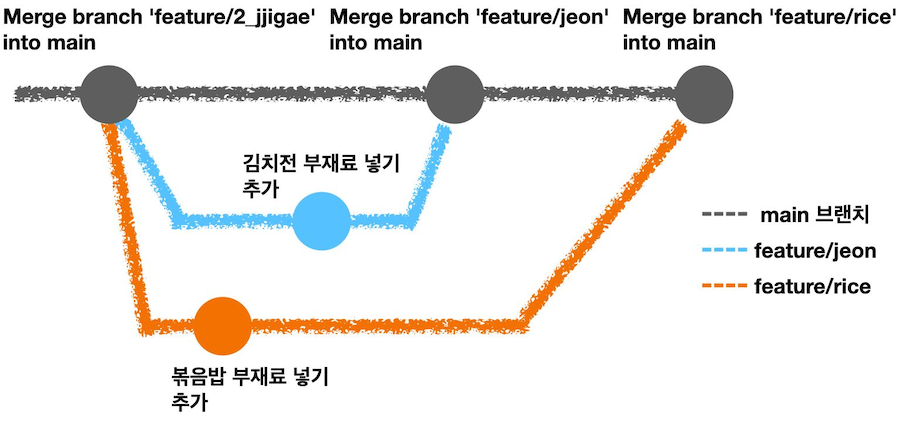 Merge branch 'feature/2_jjigae'
into main
Merge branch 'feature/jeon'
into main
Merge branch 'feature/rice'
into main
김치전 부재료 넣기
추가
볶음밥 부재료 넣기
추가
main 브랜치
feature/jeon
feature/rice